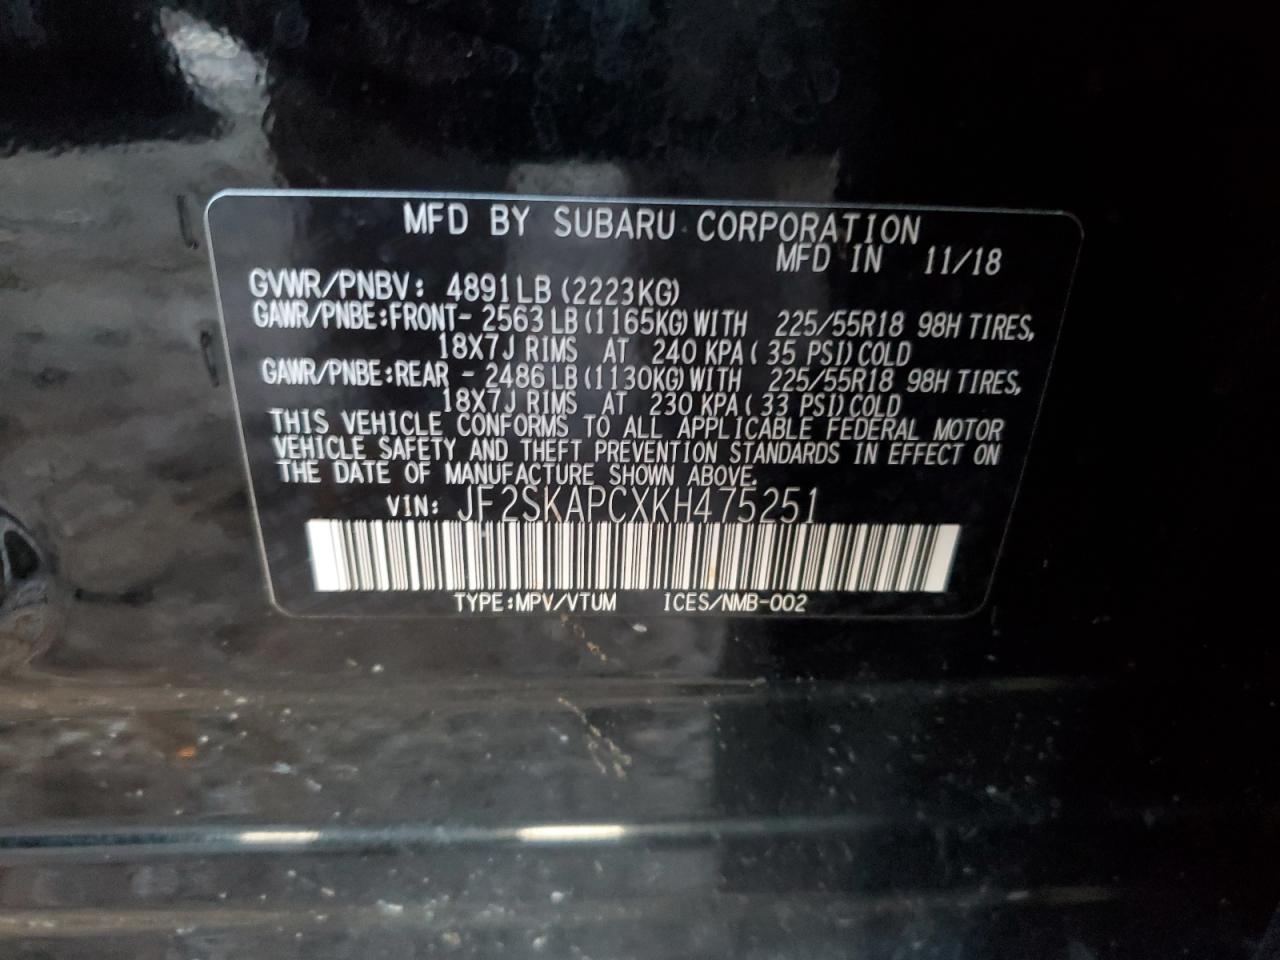 MFD BY SUBARU CORPORATION
MFD IN 11/18
GVWR/PNBV: 4891LB (2223KG)
GAWR/PNBE:FRONT- 2563 LB (1165KG) WITH 225/55R18 98H TIRES,
18X7J RIMS AT 240 KPA ( 35 PSI) COLD
GAWR/PNBE:REAR - 2486 LB (1130KG) WITH 225/55R18 98H TIRES,
18X7J RIMS AT 230 KPA ( 33 PSI) COLD
THIS VEHICLE CONFORMS TO ALL APPLICABLE FEDERAL MOTOR
VEHICLE SAFETY AND THEFT PREVENTION STANDARDS IN EFFECT ON
THE DATE OF MANUFACTURE SHOWN ABOVE.
VIN: JF2SKAPCXKH475251
TYPE:MPV/VTUM ICES/NMB-002